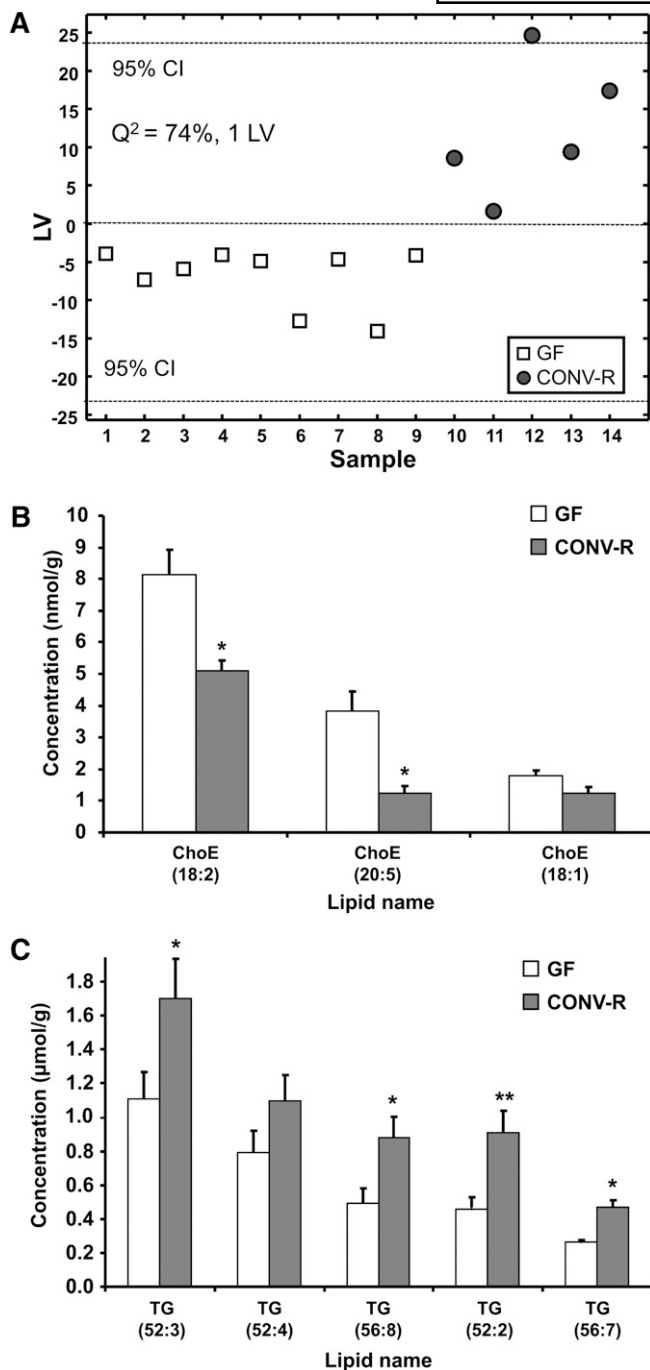 A
25
20
15
10
5
0
-5
-10
-15
-20
-25
LV
95% CI
Q² = 74%, 1 LV
95% CI
GF
CONV-R
1 2 3 4 5 6 7 8 9 10 11 12 13 14
Sample
B
10
9
8
7
6
5
4
3
2
1
0
Concentration (nmol/g)
GF
CONV-R
*
*
ChoE ChoE ChoE
(18:2) (20:5) (18:1)
Lipid name
C
1.8
1.6
1.4
1.2
1.0
0.8
0.6
0.4
0.2
0.0
Concentration (µmol/g)
GF
CONV-R
*
*
**
*
TG TG TG TG TG
(52:3) (52:4) (56:8) (52:2) (56:7)
Lipid name